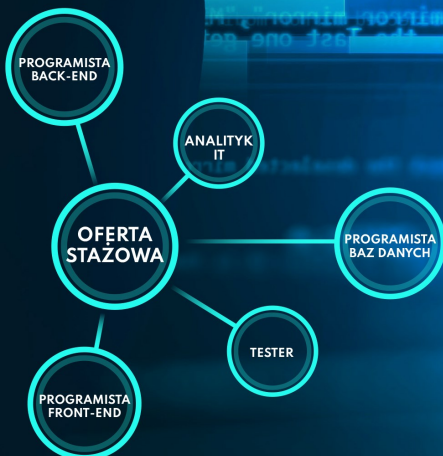 PROGRAMISTA
BACK-END
ANALITYK
IT
OFERTA
STAŻOWA
PROGRAMISTA
BAZ DANYCH
TESTER
PROGRAMISTA
FRONT-END